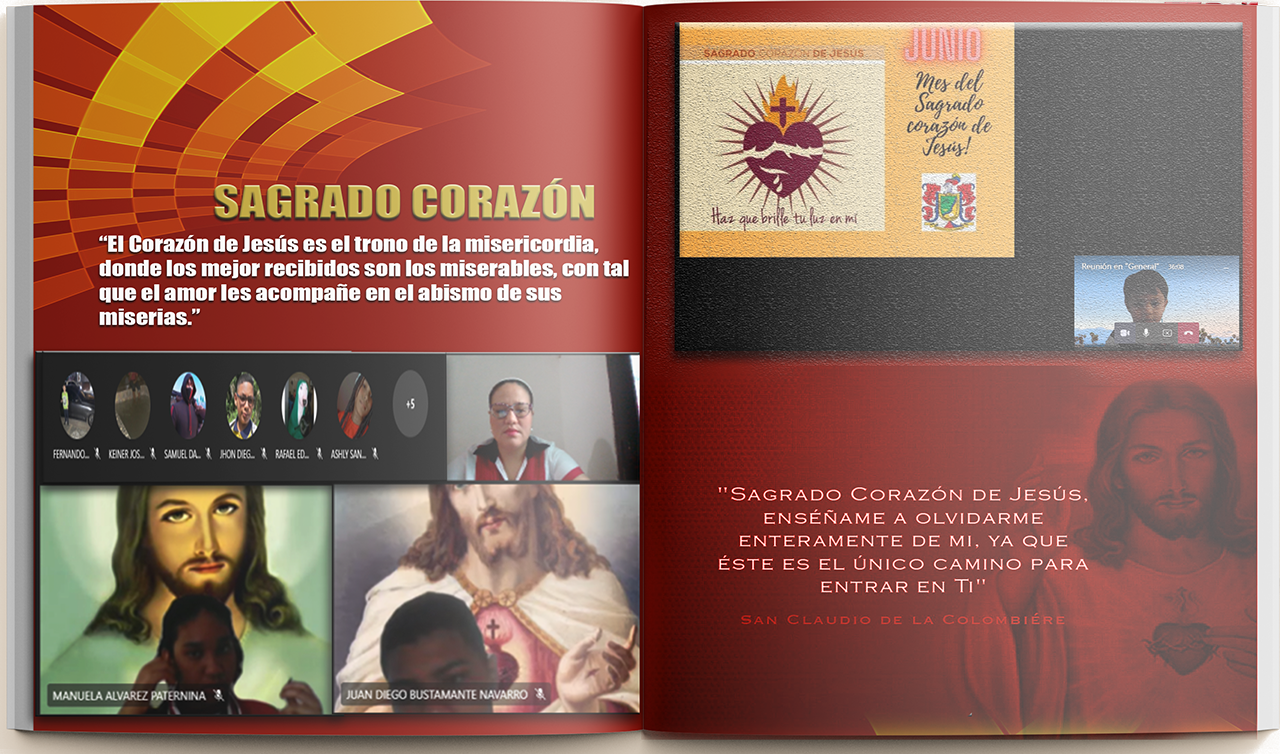 SAGRADO CORAZÓN
“El Corazón de Jesús es el trono de la misericordia,
donde los mejor recibidos son los miserables, con tal
que el amor les acompañe en el abismo de sus
miserias.”
+5
FERNANDO...
KEINER JOS...
SAMUEL DA...
JHON DIEG...
RAFAEL ED...
ASHLY SAN...
MANUELA ALVAREZ PATERNINA
JUAN DIEGO BUSTAMANTE NAVARRO
SAGRADO CORAZÓN DE JESÚS
Haz que brille tu luz en mi
JUNIO
Mes del
Sagrado
corazón de
Jesús!
Reunión en "General"
"Sagrado Corazón de Jesús,
enséñame a olvidarme
enteramente de mi, ya que
éste es el único camino para
entrar en Ti"
San Claudio de la Colombiére